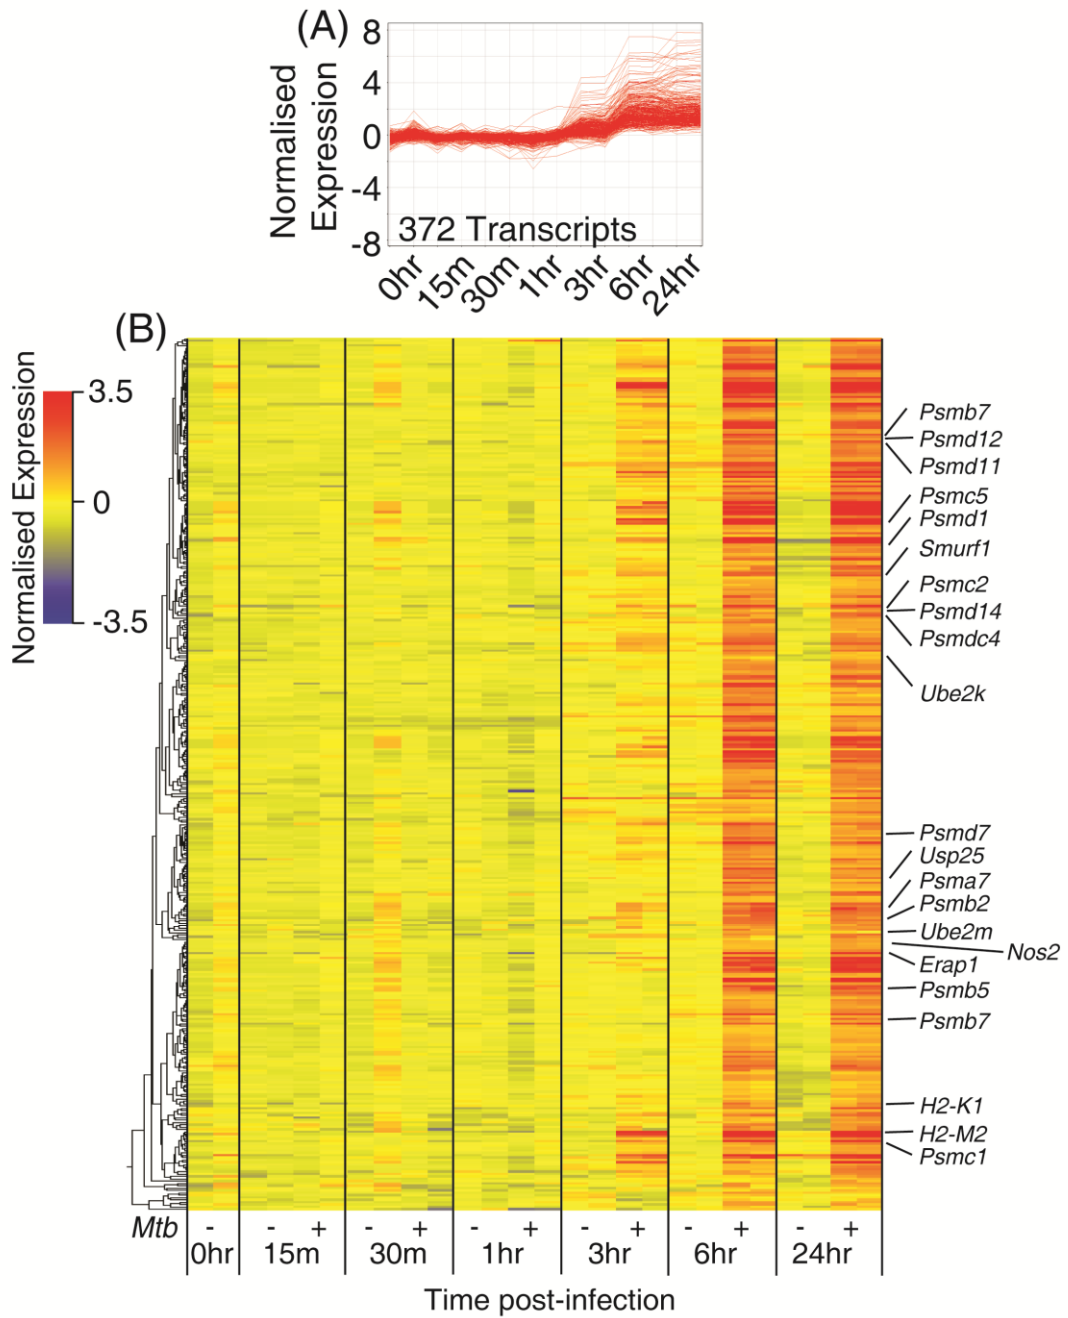 (A)
Normalised
Expression
8
4
0
-4
-8
372 Transcripts
0hr
15m
30m
1hr
3hr
6hr
24hr
(B)
Normalised Expression
3.5
0
-3.5
Psmb7
Psmd12
Psmd11
Psmc5
Psmd1
Smurf1
Psmc2
Psmd14
Psmdc4
Ube2k
Psmd7
Usp25
Psma7
Psmb2
Ube2m
Nos2
Erap1
Psmb5
Psmb7
H2-K1
H2-M2
Psmc1
Mtb - - + - + - + - + - + - +
0hr 15m 30m 1hr 3hr 6hr 24hr
Time post-infection